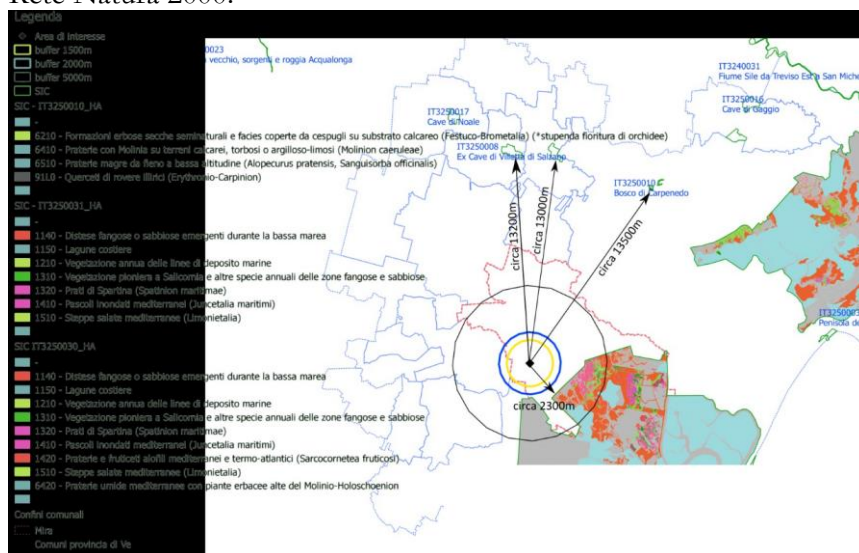 Rete Natura 2000.
Legenda
Area di interesse
buffer 1500m
buffer 2000m
buffer 5000m
SIC
SIC - IT3250010_HA
-
6210 - Formazioni erbose secche seminaturali e facies coperte da cespugli su substrato calcareo (Festuco-Brometalia) (*stupenda fioritura di orchidee)
6410 - Praterie con Molinia su terreni calcarei, torbosi o argilloso-limosi (Molinion caeruleae)
6510 - Praterie magre da fieno a bassa altitudine (Alopecurus pratensis, Sanguisorba officinalis)
91L0 - Querceti di rovere illirici (Erythronio-Carpinion)
SIC - IT3250031_HA
-
1140 - Distese fangose o sabbiose emergenti durante la bassa marea
1150 - Lagune costiere
1210 - Vegetazione annua delle linee di deposito marine
1310 - Vegetazione pioniera a Salicornia e altre specie annuali delle zone fangose e sabbiose
1320 - Prati di Spartina (Spatinion maritimae)
1410 - Pascoli inondati mediterranei (Juncetalia maritimi)
1510 - Steppe salate mediterranee (Limonietalia)
SIC IT3250030_HA
-
1140 - Distese fangose o sabbiose emergenti durante la bassa marea
1150 - Lagune costiere
1210 - Vegetazione annua delle linee di deposito marine
1310 - Vegetazione pioniera a Salicornia e altre specie annuali delle zone fangose e sabbiose
1320 - Prati di Spartina (Spatinion maritimae)
1410 - Pascoli inondati mediterranei (Juncetalia maritimi)
1420 - Praterie e fruticeti alofili mediterranei e termo-atlantici (Sarcocornetea fruticosi)
1510 - Steppe salate mediterranee (Limonietalia)
6420 - Praterie umide mediterranee con piante erbacee alte del Molinio-Holoschoenion
Confini comunali
Mira
Comuni provincia di Ve
0023
vecchio, sorgenti e roggia Acqualonga
IT3250017
Cave di Noale
IT3250008
Ex Cave di Villetta di Salzano
IT3250010
Bosco di Carpenedo
IT3240031
Fiume Sile da Treviso Est a San Miche
IT3250016
Cave di Gaggio
IT325000
Penisola de
circa 13200m
circa 13000m
circa 13500m
circa 2300m